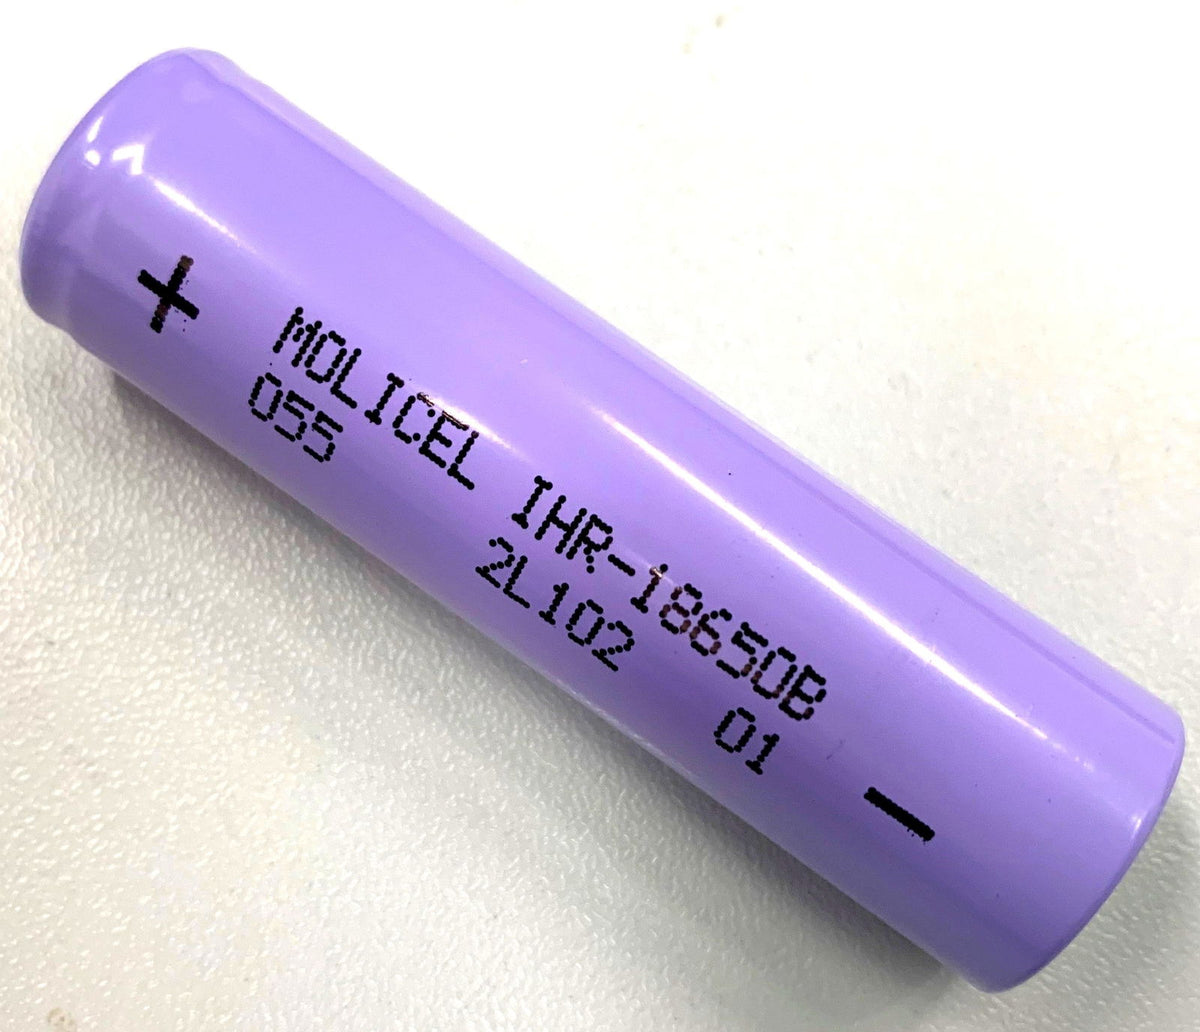 + MOLICEL IHR-18650B -
055 2L102 01